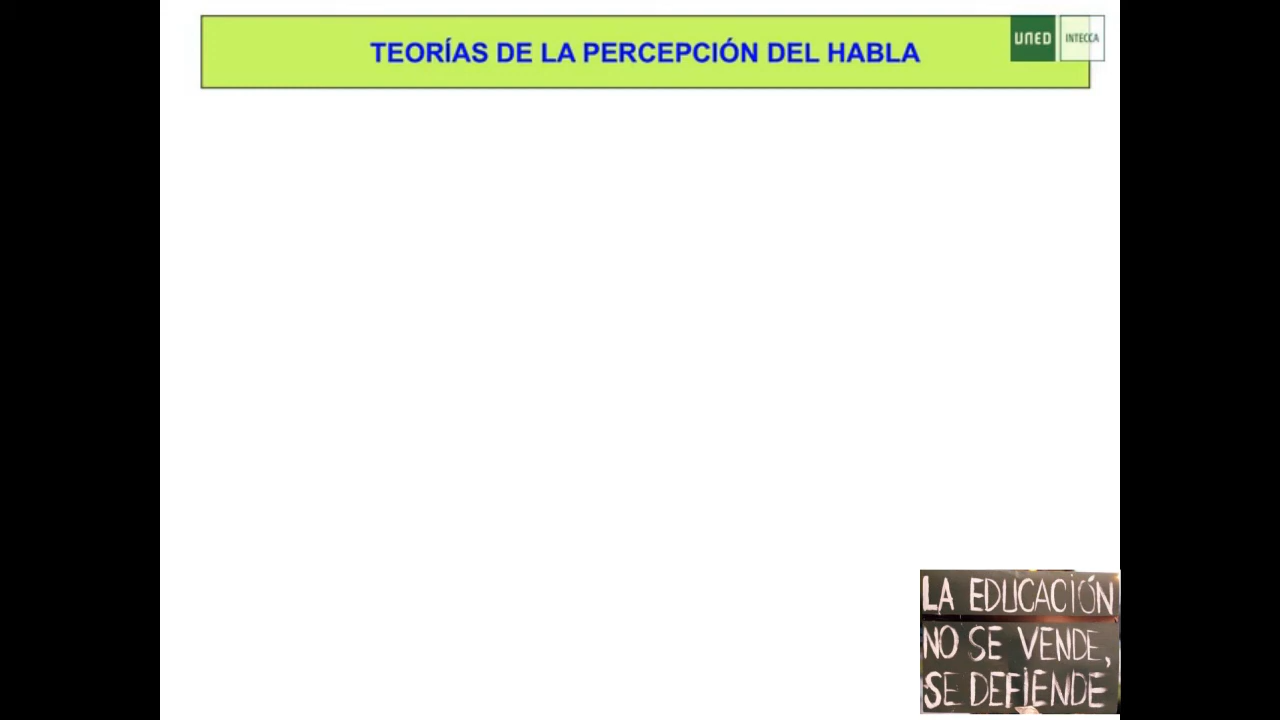 TEORÍAS DE LA PERCEPCIÓN DEL HABLA
UNED
INTECCA
LA EDUCACIÓN
NO SE VENDE,
SE DEFIENDE